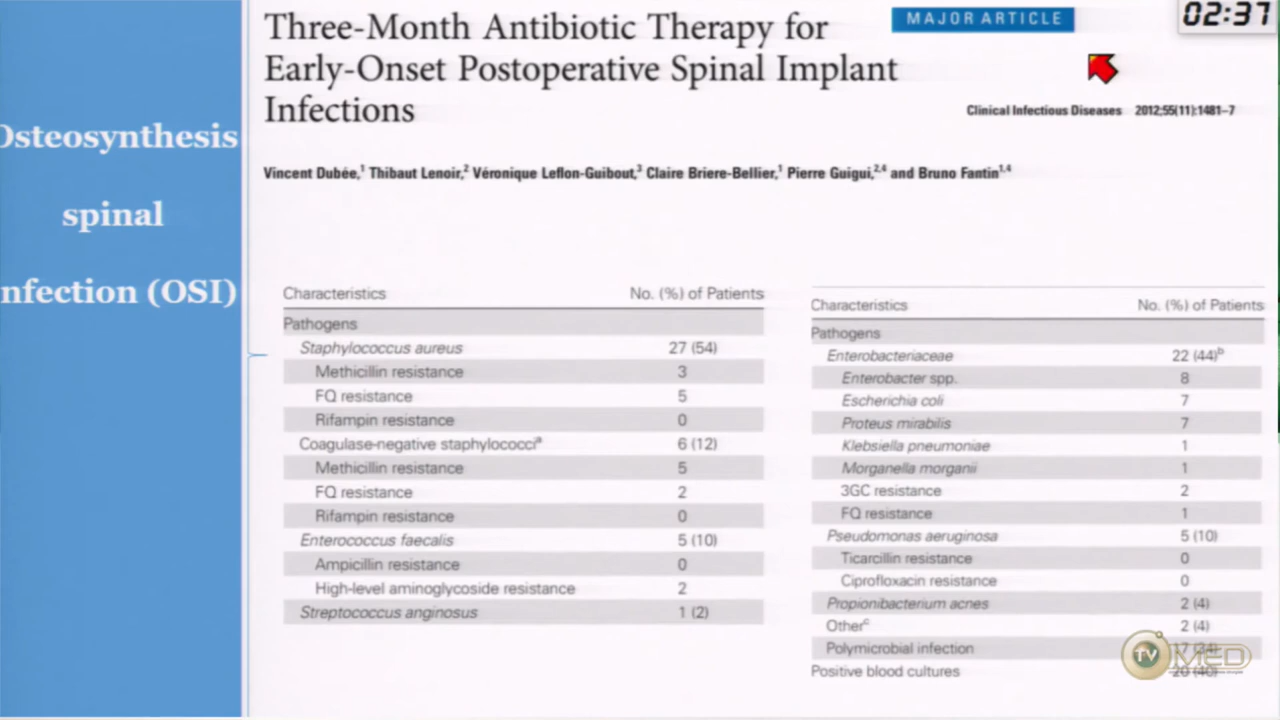 Three-Month Antibiotic Therapy for
Early-Onset Postoperative Spinal Implant
Infections
MAJOR ARTICLE
02:37
Clinical Infectious Diseases 2012;55(11):1481–7
Vincent Dubée,1 Thibaut Lenoir,2 Véronique Leflon-Guibout,3 Claire Briere-Bellier,1 Pierre Guigui,2,4 and Bruno Fantin1,4
Osteosynthesis
spinal
nfection (OSI)
Characteristics No. (%) of Patients
Pathogens
Staphylococcus aureus 27 (54)
Methicillin resistance 3
FQ resistance 5
Rifampin resistance 0
Coagulase-negative staphylococcia 6 (12)
Methicillin resistance 5
FQ resistance 2
Rifampin resistance 0
Enterococcus faecalis 5 (10)
Ampicillin resistance 0
High-level aminoglycoside resistance 2
Streptococcus anginosus 1 (2)
Characteristics No. (%) of Patients
Pathogens
Enterobacteriaceae 22 (44)b
Enterobacter spp. 8
Escherichia coli 7
Proteus mirabilis 7
Klebsiella pneumoniae 1
Morganella morganii 1
3GC resistance 2
FQ resistance 1
Pseudomonas aeruginosa 5 (10)
Ticarcillin resistance 0
Ciprofloxacin resistance 0
Propionibacterium acnes 2 (4)
Otherc 2 (4)
Polymicrobial infection 17 (34)
Positive blood cultures 20 (40)
TV MED